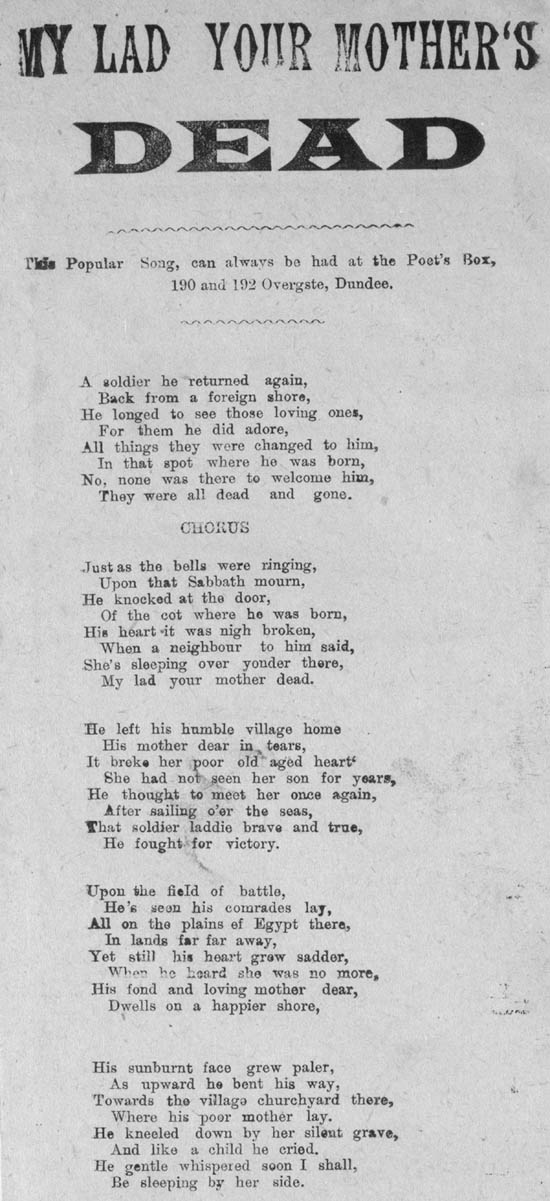 MY LAD YOUR MOTHER'S
DEAD
This Popular Song, can always be had at the Poet's Box,
190 and 192 Overgste, Dundee.
A soldier he returned again,
Back from a foreign shore,
He longed to see those loving ones,
For them he did adore,
All things they were changed to him,
In that spot where he was born,
No, none was there to welcome him,
They were all dead and gone.
CHORUS
Just as the bells were ringing,
Upon that Sabbath mourn,
He knocked at the door,
Of the cot where he was born,
His heart it was nigh broken,
When a neighbour to him said,
She's sleeping over yonder there,
My lad your mother dead.
He left his humble village home
His mother dear in tears,
It broke her poor old aged heart'
She had not seen her son for years,
He thought to meet her once again,
After sailing o'er the seas,
That soldier laddie brave and true,
He fought for victory.
Upon the field of battle,
He's seen his comrades lay,
All on the plains ef Egypt there,
In lands far far away,
Yet still his heart grew sadder,
When he heard she was no more,
His fond and loving mother dear,
Dwells on a happier shore,
His sunburnt face grew paler,
As upward he bent his way,
Towards the village churchyard there,
Where his poor mother lay.
He kneeled down by her silent grave,
And like a child he cried.
He gentle whispered soon I shall,
Be sleeping by her side.